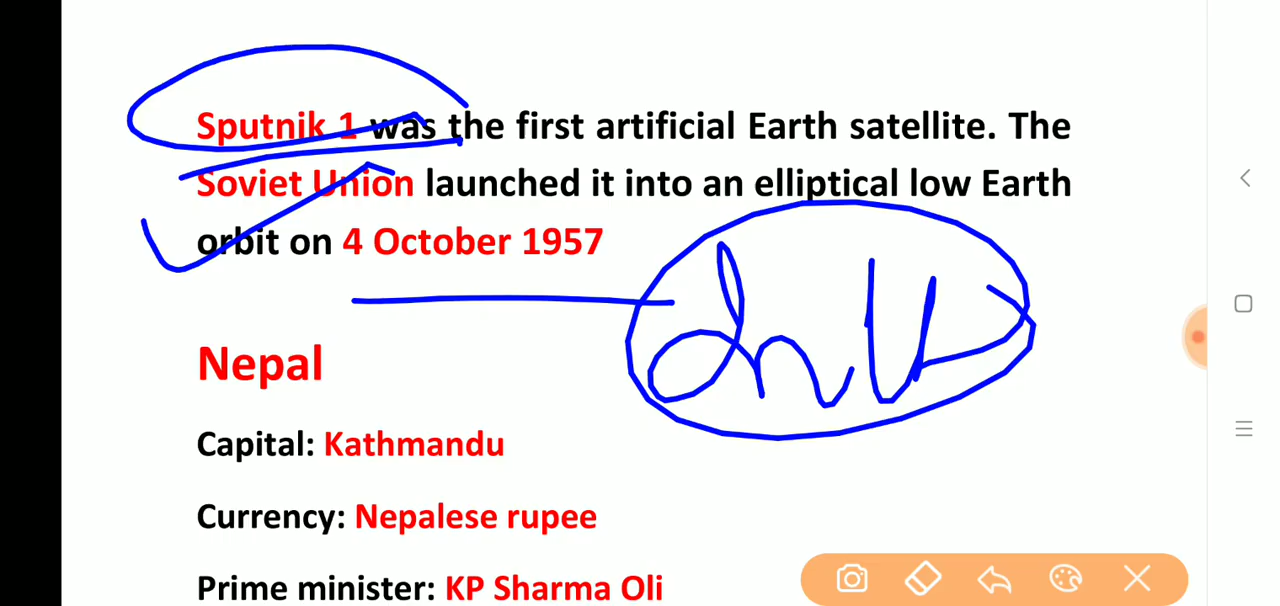 Sputnik 1 was the first artificial Earth satellite. The
Soviet Union launched it into an elliptical low Earth
orbit on 4 October 1957
Nepal
Capital: Kathmandu
Currency: Nepalese rupee
Prime minister: KP Sharma Oli